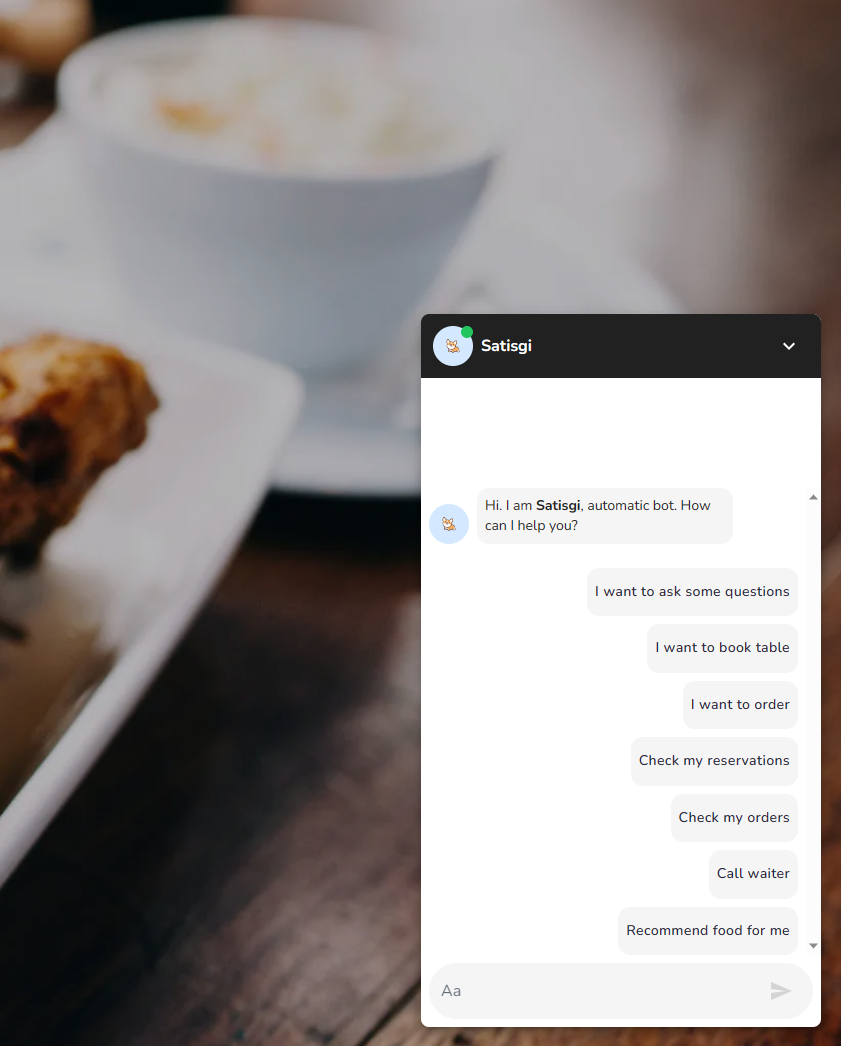 Satisgi
Hi. I am Satisgi, automatic bot. How
can I help you?
I want to ask some questions
I want to book table
I want to order
Check my reservations
Check my orders
Call waiter
Recommend food for me
Aa